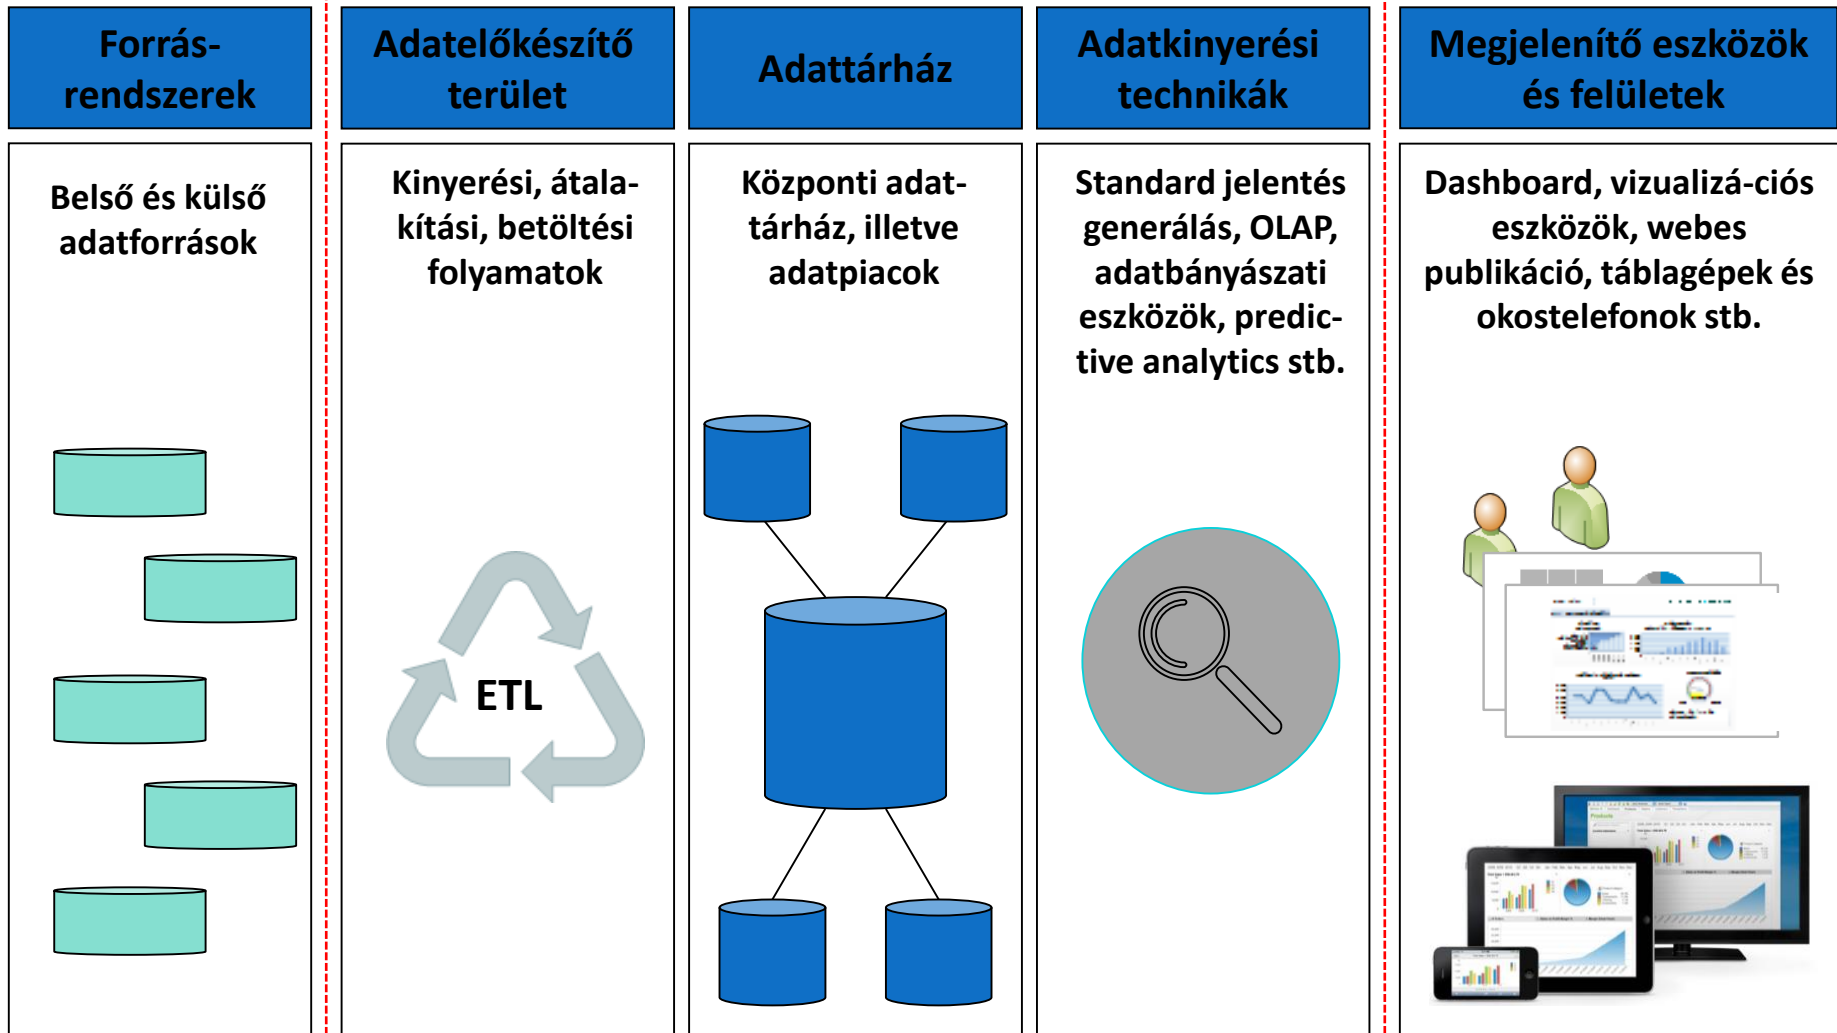 Forrás-
rendszerek
Adatelőkészítő
terület
Adattárház
Adatkinyerési
technikák
Megjelenítő eszközök
és felületek
Belső és külső
adatforrások
Kinyerési, átala-
kítási, betöltési
folyamatok
Központi adat-
tárház, illetve
adatpiacok
Standard jelentés
generálás, OLAP,
adatbányászati
eszközök, predic-
tive analytics stb.
Dashboard, vizualizá-ciós
eszközök, webes
publikáció, táblagépek és
okostelefonok stb.
ETL
Products